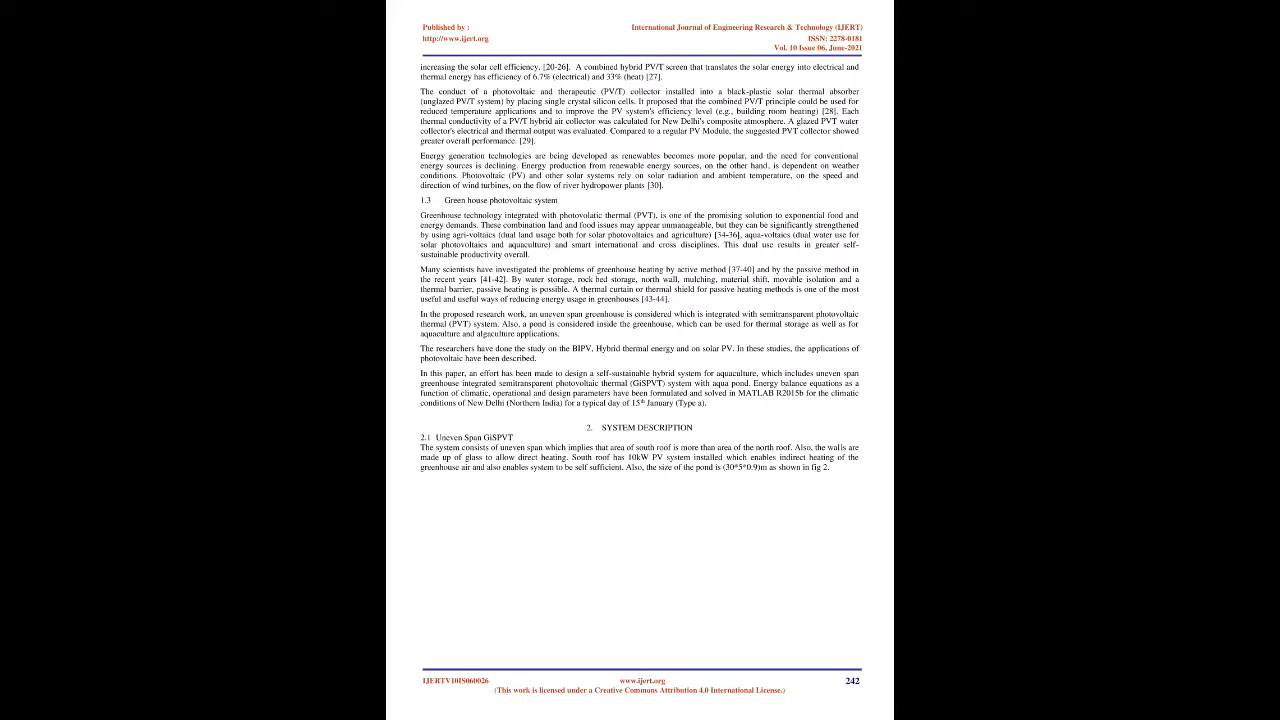 Published by :
International Journal of Engineering Research & Technology (IJERT)
http://www.ijert.org
ISSN: 2278-0181
Vol. 10 Issue 06, June-2021
increasing the solar cell efficiency. [20-26].  A combined hybrid PV/T screen that translates the solar energy into electrical and
thermal energy has efficiency of 6.7% (electrical) and 33% (heat) [27].
The conduct of a photovoltaic and therapeutic (PV/T) collector installed into a black-plastic solar thermal absorber
(unglazed PV/T system) by placing single crystal silicon cells. It proposed that the combined PV/T principle could be used for
reduced temperature applications and to improve the PV system's efficiency level (e.g., building room heating) [28]. Each
thermal conductivity of a PV/T hybrid air collector was calculated for New Delhi's composite atmosphere. A glazed PVT water
collector's electrical and thermal output was evaluated. Compared to a regular PV Module, the suggested PVT collector showed
greater overall performance. [29].
Energy generation technologies are being developed as renewables becomes more popular, and the need for conventional
energy sources is declining. Energy production from renewable energy sources, on the other hand, is dependent on weather
conditions. Photovoltaic (PV) and other solar systems rely on solar radiation and ambient temperature, on the speed and
direction of wind turbines, on the flow of river hydropower plants [30].
1.3 Green house photovoltaic system
Greenhouse technology integrated with photovolatic thermal (PVT), is one of the promising solution to exponential food and
energy demands. These combination land and food issues may appear unmanageable, but they can be significantly strengthened
by using agri-voltaics (dual land usage both for solar photovoltaics and agriculture) [34-36], aqua-voltaics (dual water use for
solar photovoltaics and aquaculture) and smart international and cross disciplines. This dual use results in greater self-
sustainable productivity overall.
Many scientists have investigated the problems of greenhouse heating by active method [37-40] and by the passive method in
the recent years [41-42]. By water storage, rock bed storage, north wall, mulching, material shift, movable isolation and a
thermal barrier, passive heating is possible. A thermal curtain or thermal shield for passive heating methods is one of the most
useful and useful ways of reducing energy usage in greenhouses [43-44].
In the proposed research work, an uneven span greenhouse is considered which is integrated with semitransparent photovoltaic
thermal (PVT) system. Also, a pond is considered inside the greenhouse, which can be used for thermal storage as well as for
aquaculture and algaculture applications.
The researchers have done the study on the BIPV, Hybrid thermal energy and on solar PV. In these studies, the applications of
photovoltaic have been described.
In this paper, an effort has been made to design a self-sustainable hybrid system for aquaculture, which includes uneven span
greenhouse integrated semitransparent photovoltaic thermal (GiSPVT) system with aqua pond. Energy balance equations as a
function of climatic, operational and design parameters have been formulated and solved in MATLAB R2015b for the climatic
conditions of New Delhi (Northern India) for a typical day of 15th January (Type a).
2. SYSTEM DESCRIPTION
2.1 Uneven Span GiSPVT
The system consists of uneven span which implies that area of south roof is more than area of the north roof. Also, the walls are
made up of glass to allow direct heating. South roof has 10kW PV system installed which enables indirect heating of the
greenhouse air and also enables system to be self sufficient. Also, the size of the pond is (30*5*0.9)m as shown in fig 2.
IJERTV10IS060026
www.ijert.org
242
(This work is licensed under a Creative Commons Attribution 4.0 International License.)